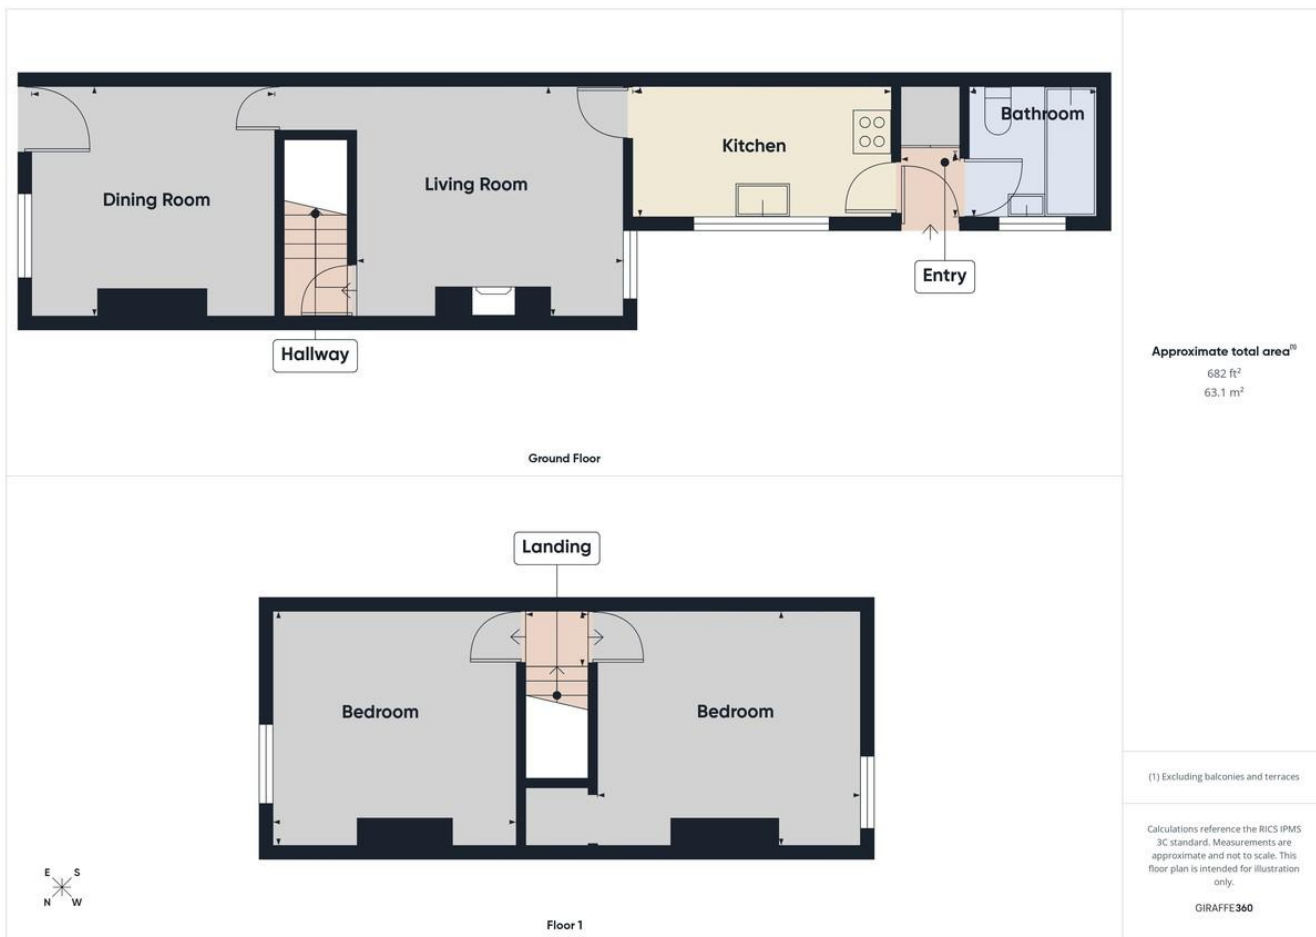 Dining Room
Living Room
Kitchen
Bathroom
Entry
Hallway
Ground Floor
Landing
Bedroom
Bedroom
E S
N W
Floor 1
Approximate total area(1)
682 ft²
63.1 m²
(1) Excluding balconies and terraces
Calculations reference the RICS IPMS
3C standard. Measurements are
approximate and not to scale. This
floor plan is intended for illustration
only.
GIRAFFE360